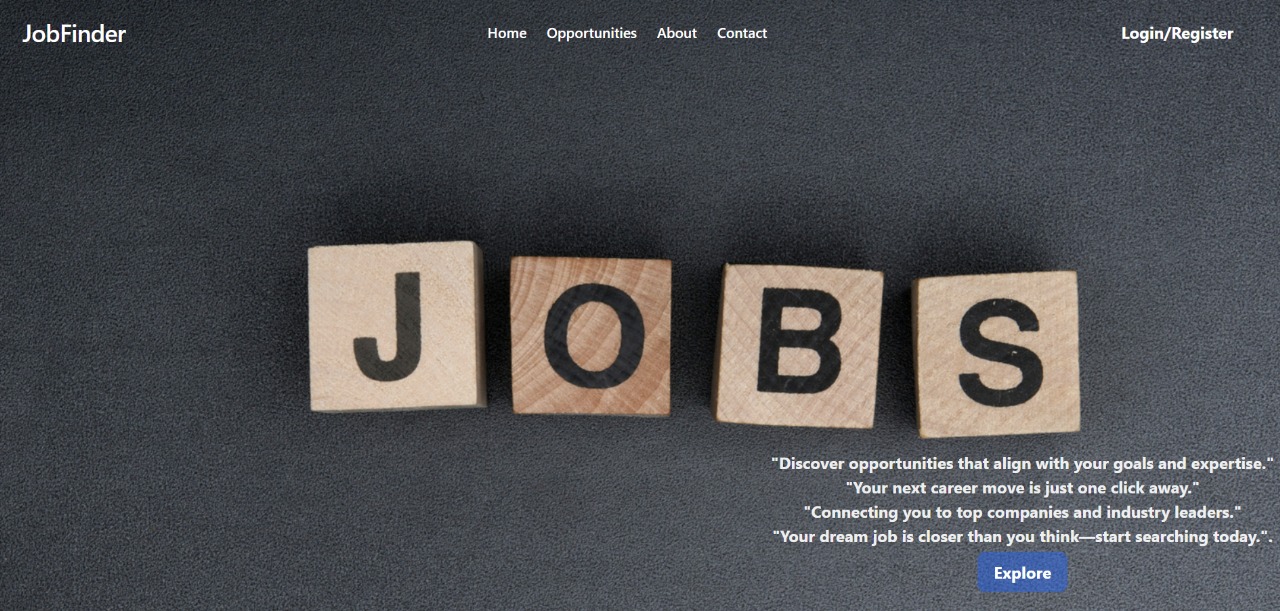 JobFinder
Home Opportunities About Contact
Login/Register
J O B S
"Discover opportunities that align with your goals and expertise."
"Your next career move is just one click away."
"Connecting you to top companies and industry leaders."
"Your dream job is closer than you think—start searching today.".
Explore